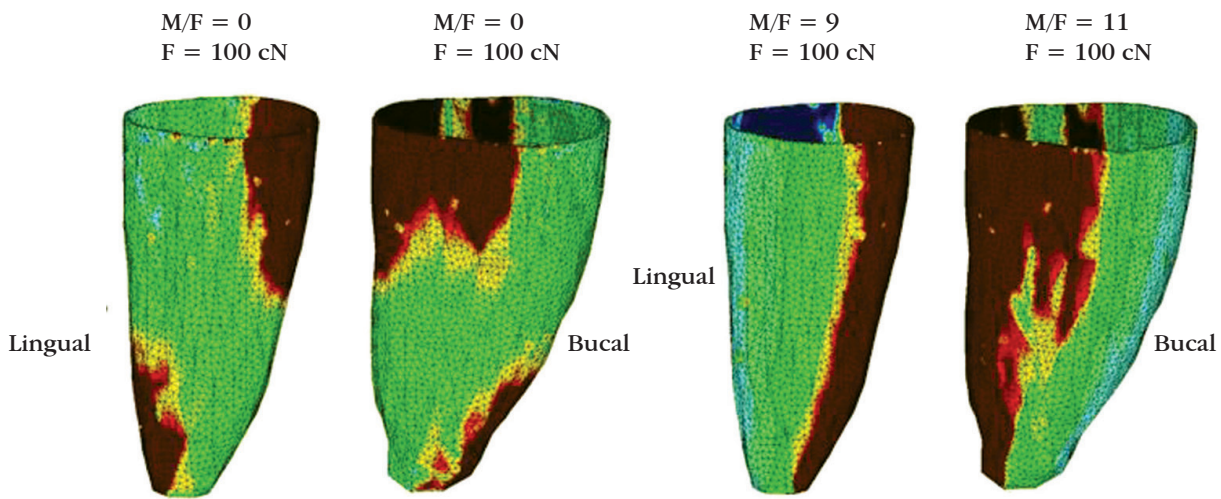 M/F = 0
F = 100 cN
M/F = 0
F = 100 cN
M/F = 9
F = 100 cN
M/F = 11
F = 100 cN
Lingual
Bucal
Lingual
Bucal